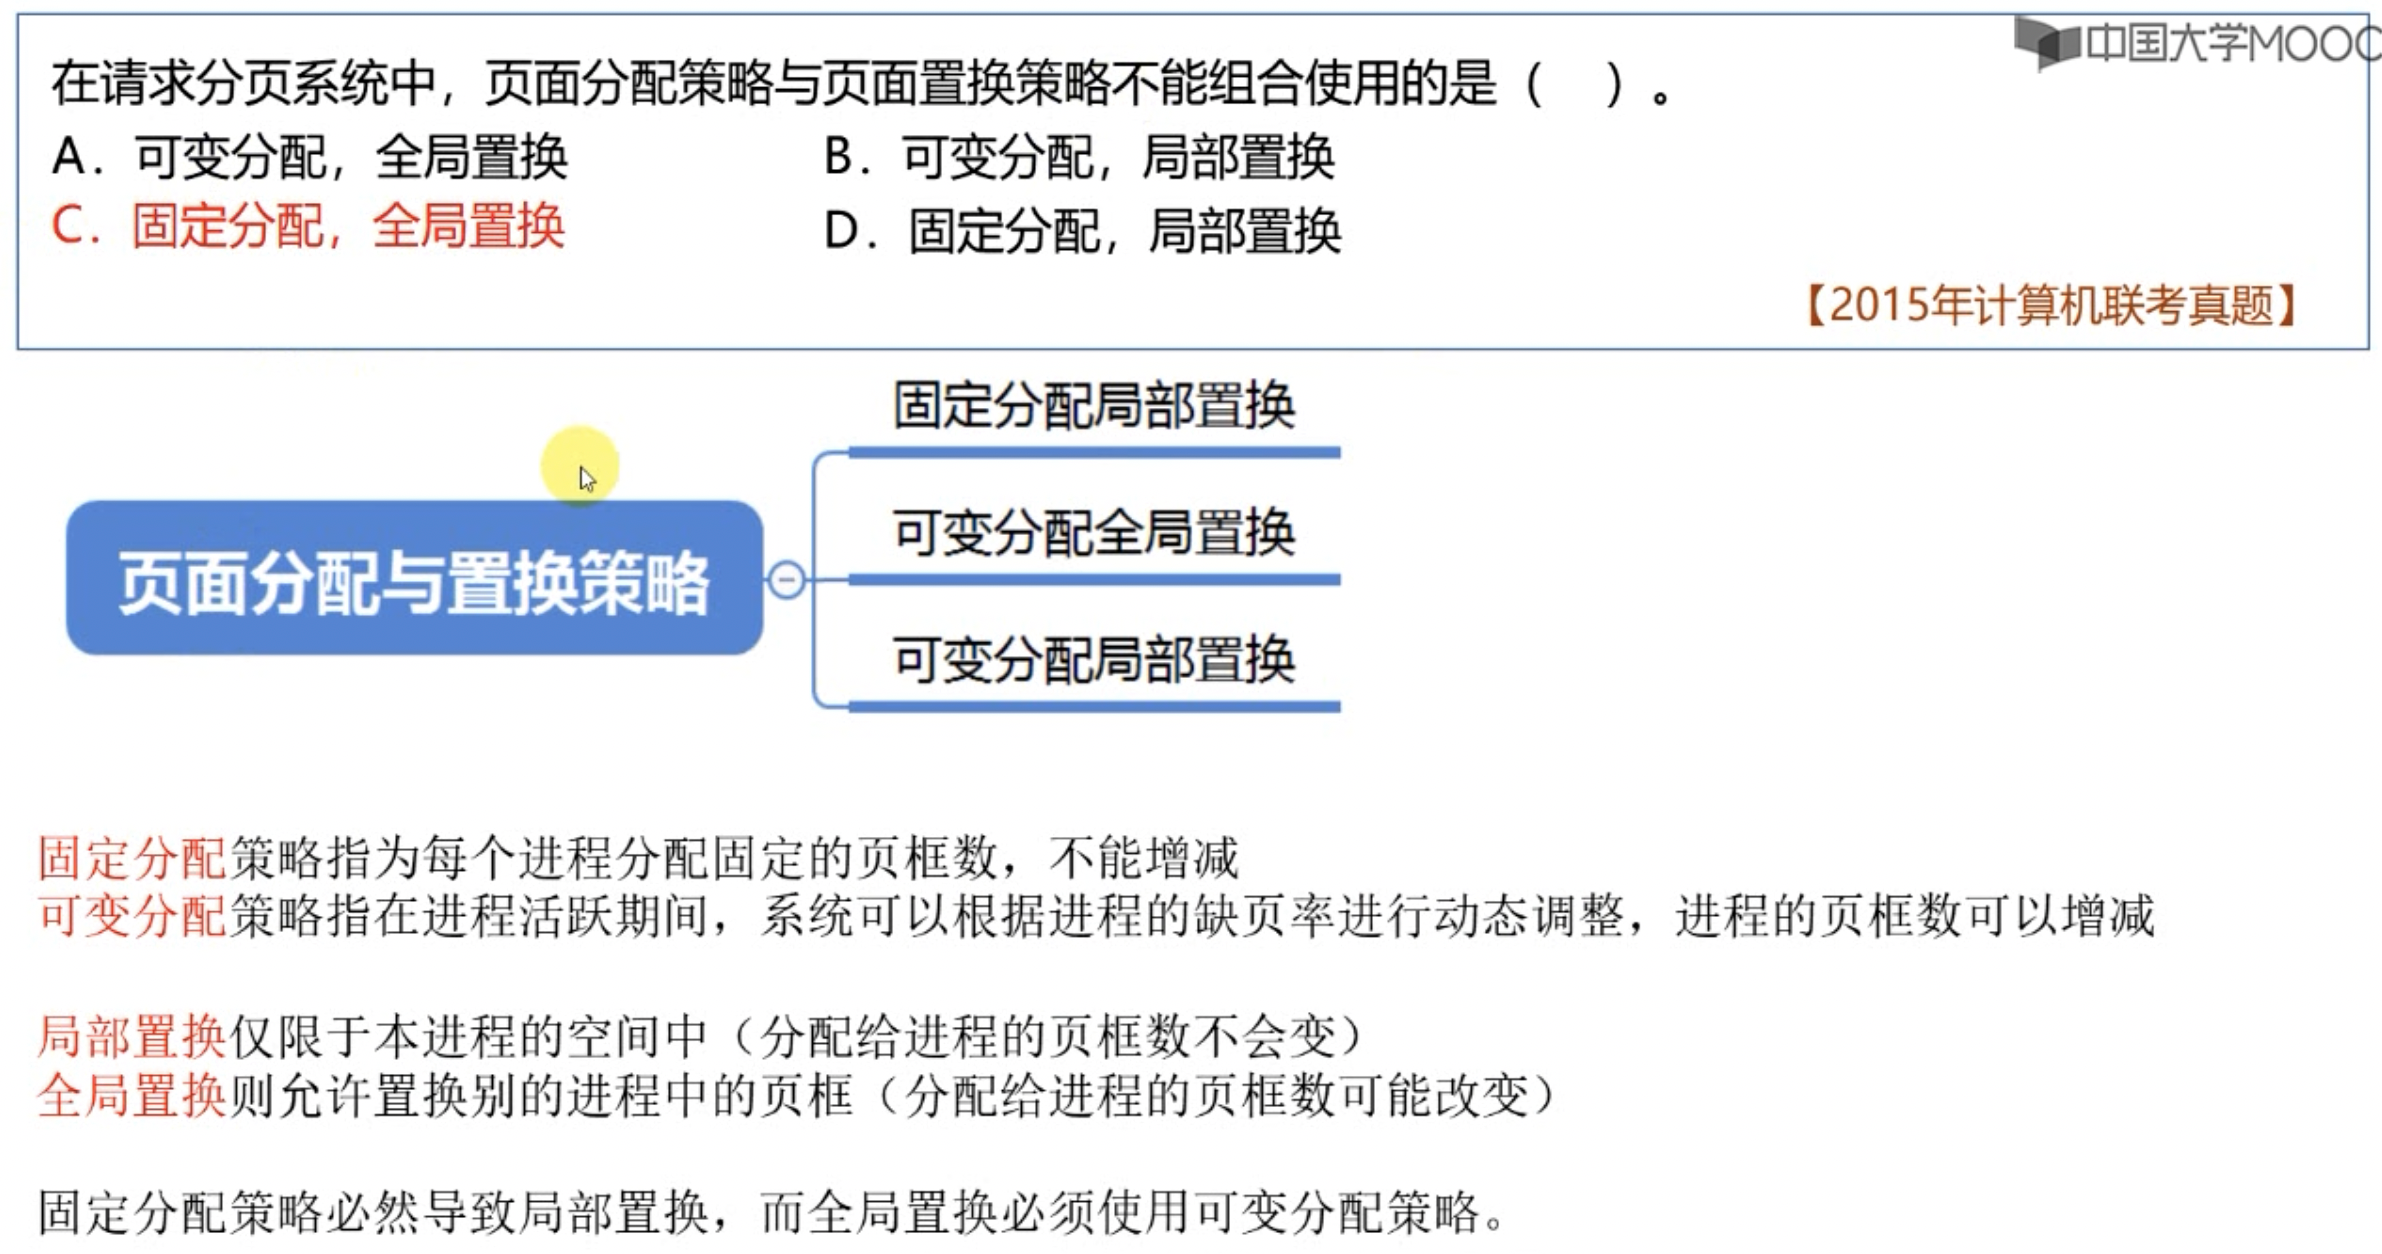 中国大学MOOC
在请求分页系统中，页面分配策略与页面置换策略不能组合使用的是（　）。
A. 可变分配，全局置换　B. 可变分配，局部置换
C. 固定分配，全局置换　D. 固定分配，局部置换
【2015年计算机联考真题】
页面分配与置换策略
固定分配局部置换
可变分配全局置换
可变分配局部置换
固定分配策略指为每个进程分配固定的页框数，不能增减
可变分配策略指在进程活跃期间，系统可以根据进程的缺页率进行动态调整，进程的页框数可以增减
局部置换仅限于本进程的空间中（分配给进程的页框数不会变）
全局置换则允许置换别的进程中的页框（分配给进程的页框数可能改变）
固定分配策略必然导致局部置换，而全局置换必须使用可变分配策略。